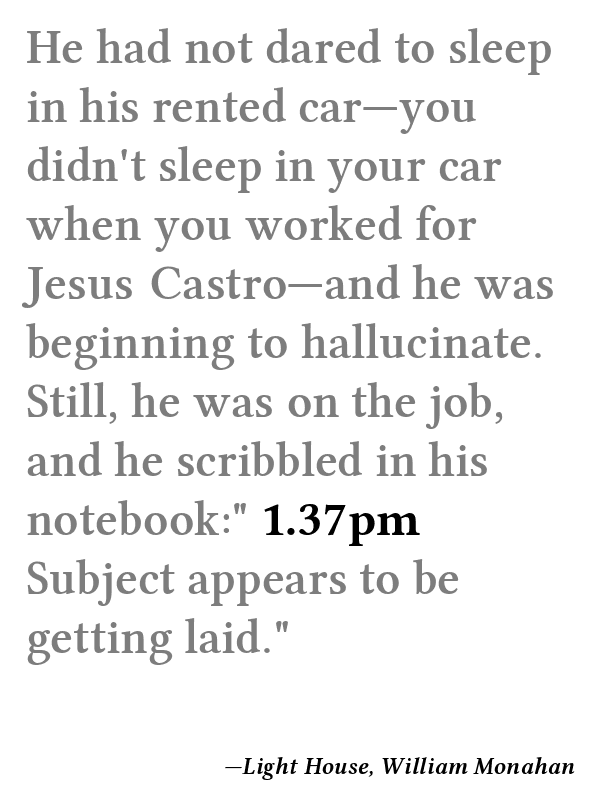 He had not dared to sleep
in his rented car—you
didn't sleep in your car
when you worked for
Jesus Castro—and he was
beginning to hallucinate.
Still, he was on the job,
and he scribbled in his
notebook:" 1.37pm
Subject appears to be
getting laid."
—Light House, William Monahan